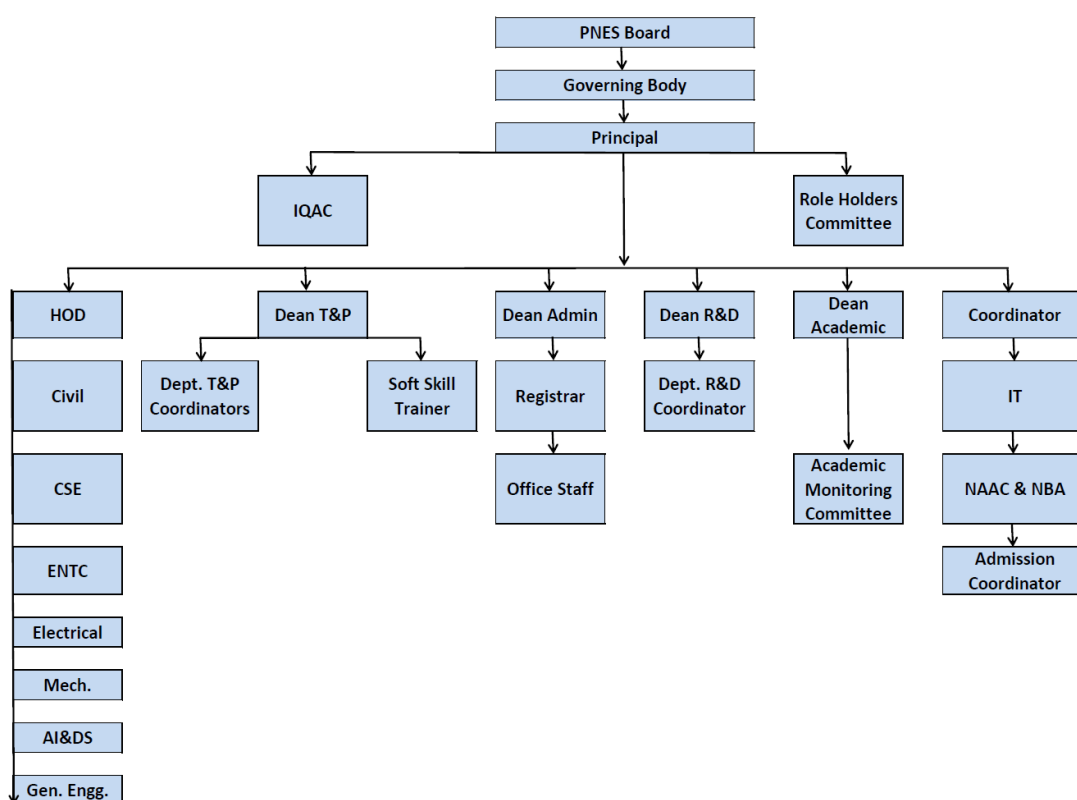 PNES Board
Governing Body
Principal
IQAC
Role Holders
Committee
HOD
Dean T&P
Dean Admin
Dean R&D
Dean
Academic
Coordinator
Civil
Dept. T&P
Coordinators
Soft Skill
Trainer
Registrar
Dept. R&D
Coordinator
IT
CSE
Office Staff
Academic
Monitoring
Committee
NAAC & NBA
ENTC
Admission
Coordinator
Electrical
Mech.
AI&DS
Gen. Engg.